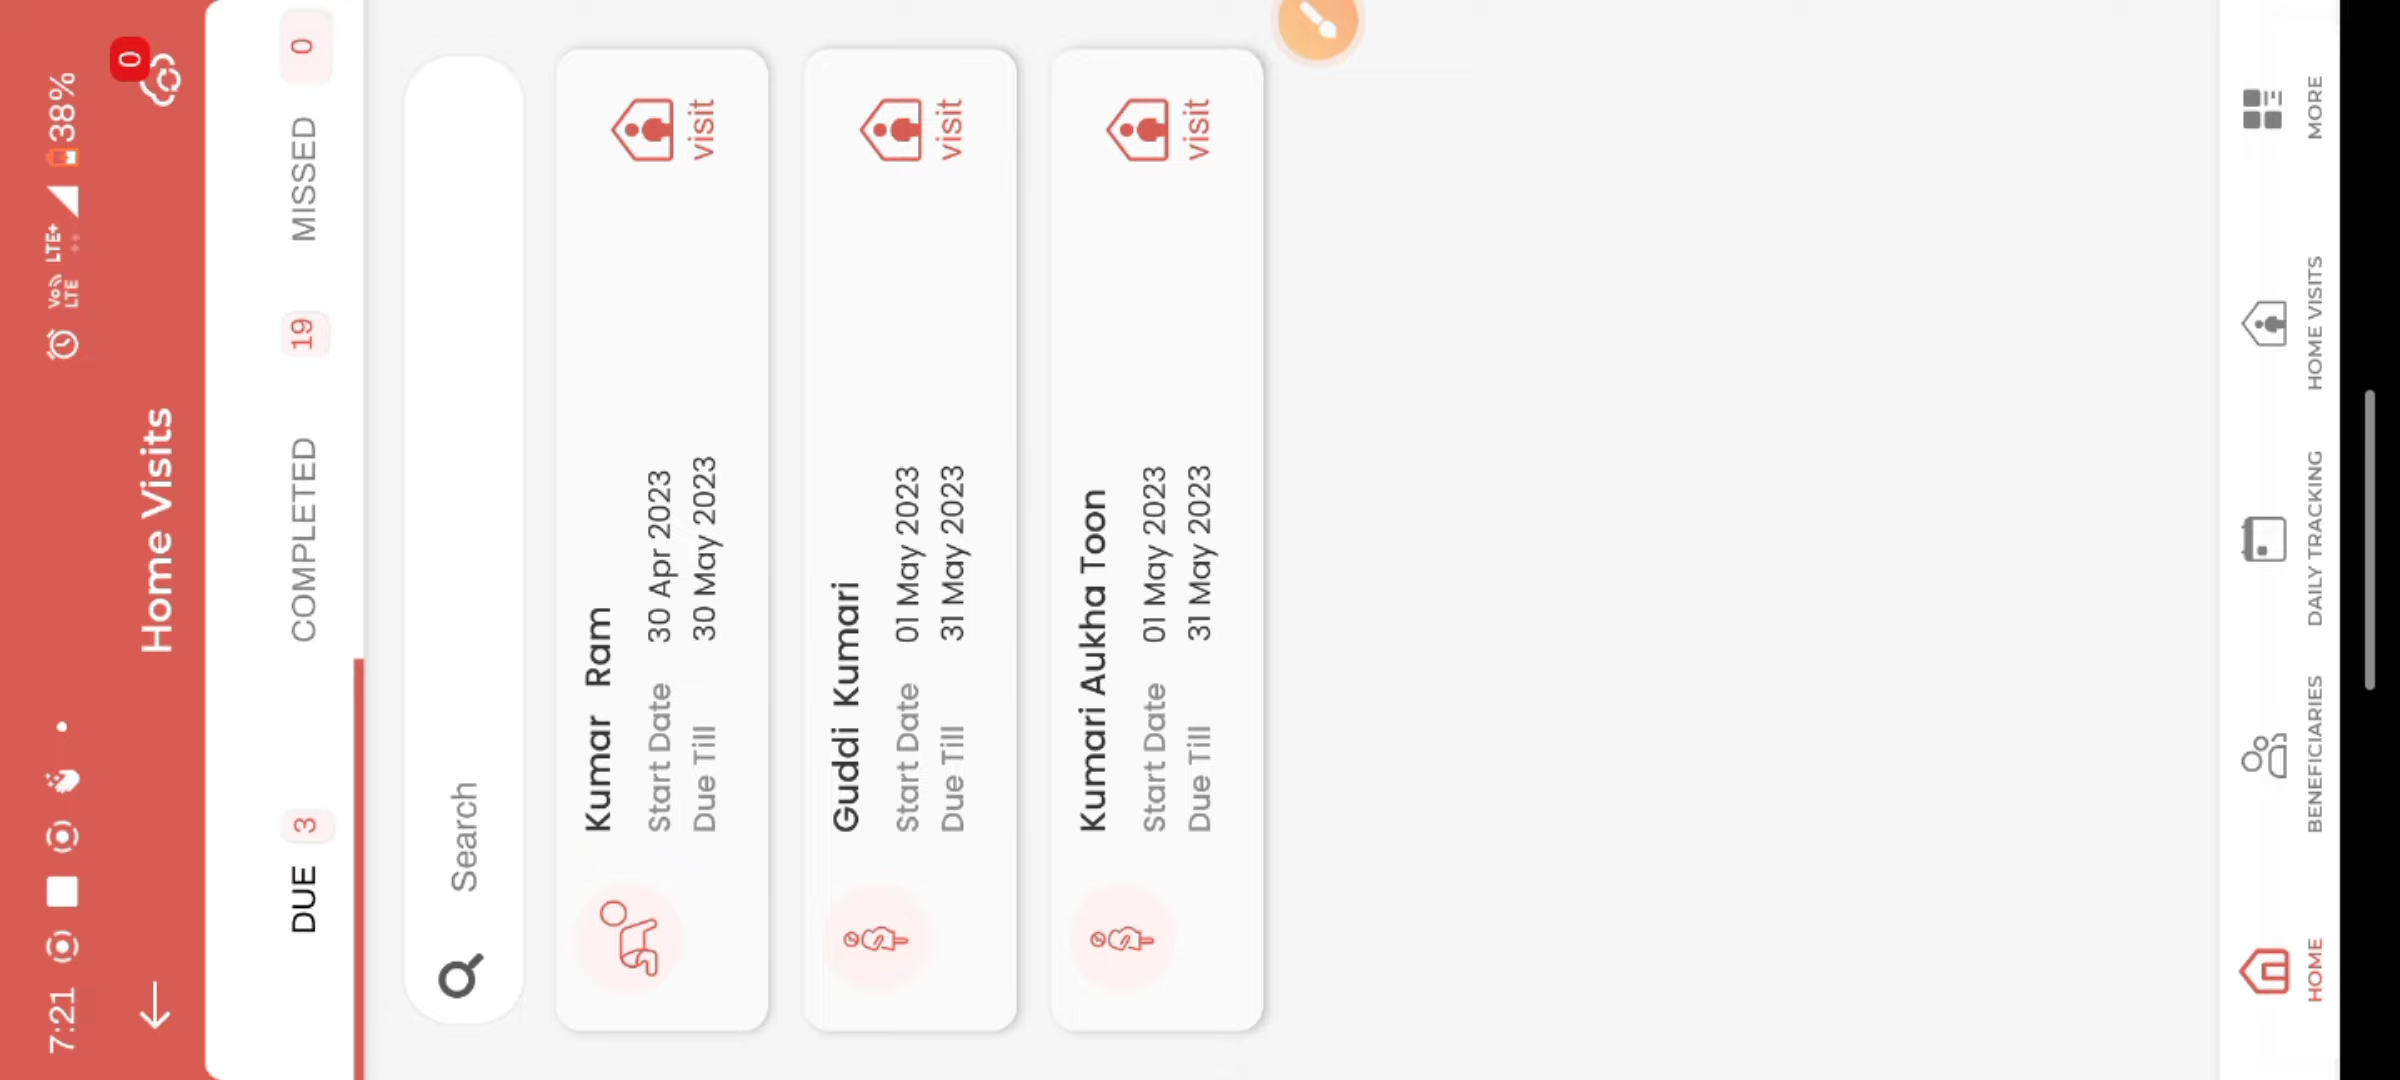 7:21
Vo LTE LTE+ 38%
Home Visits
0
DUE 3 COMPLETED 19 MISSED 0
Search
Kumar Ram
Start Date 30 Apr 2023
Due Till 30 May 2023
visit
Guddi Kumari
Start Date 01 May 2023
Due Till 31 May 2023
visit
Kumari Aukha Toon
Start Date 01 May 2023
Due Till 31 May 2023
visit
HOME BENEFICIARIES DAILY TRACKING HOME VISITS MORE